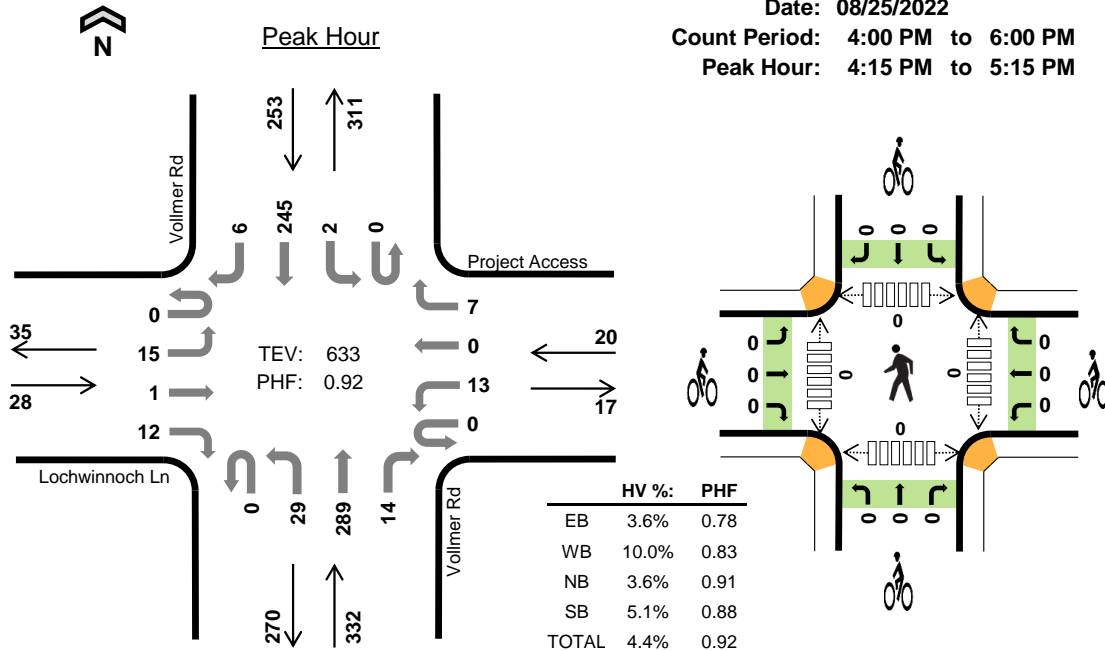 N
Peak Hour
Date: 08/25/2022
Count Period: 4:00 PM to 6:00 PM
Peak Hour: 4:15 PM to 5:15 PM
253
311
Vollmer Rd
6
245
2
0
Project Access
0
15
1
12
35
28
TEV: 633
PHF: 0.92
7
0
13
0
20
17
Lochwinnoch Ln
0
29
289
14
Vollmer Rd
270
332
HV %: PHF
EB 3.6% 0.78
WB 10.0% 0.83
NB 3.6% 0.91
SB 5.1% 0.88
TOTAL 4.4% 0.92
0 0 0
0
0
0
0
0
0
0
0
0
0
0
0 0 0